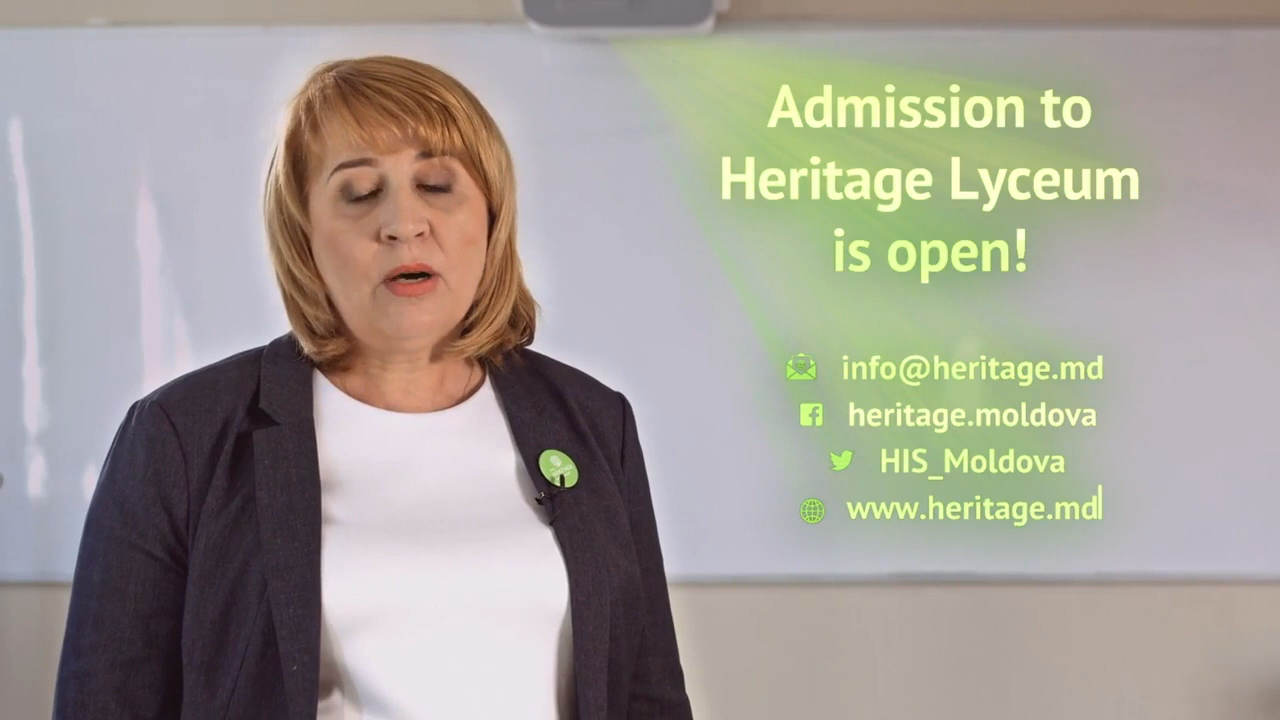 Admission to
Heritage Lyceum
is open!
info@heritage.md
heritage.moldova
HIS_Moldova
www.heritage.md